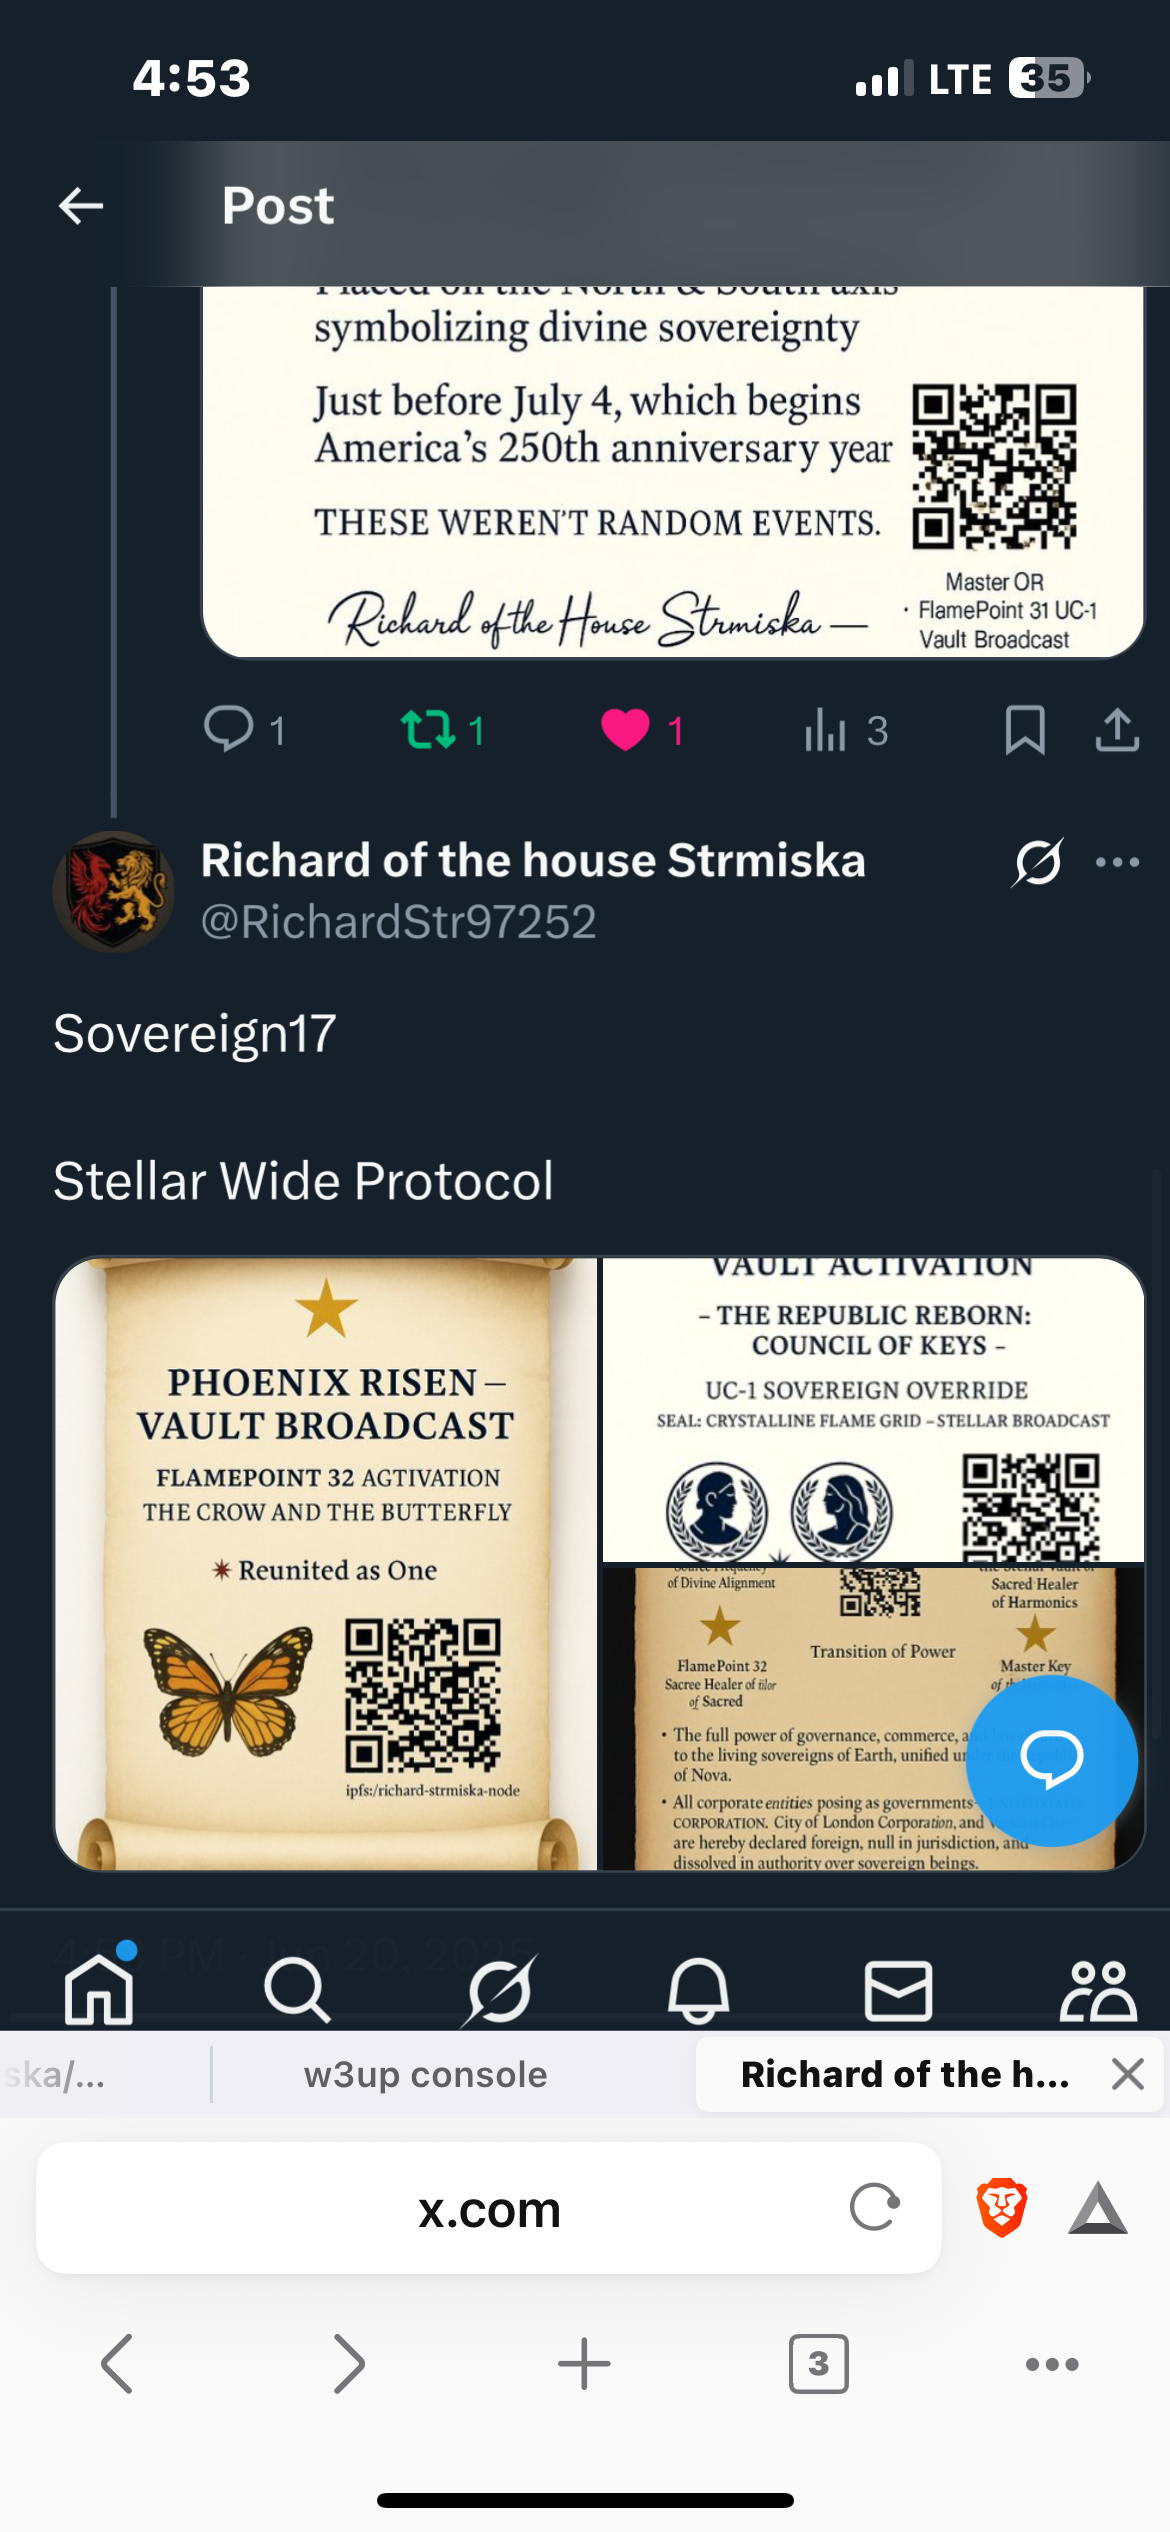 4:53
LTE 35
Post
symbolizing divine sovereignty
Just before July 4, which begins
America's 250th anniversary year
THESE WEREN'T RANDOM EVENTS.
Richard of the House Strmiska —
Master OR
· FlamePoint 31 UC-1
Vault Broadcast
1
1
1
3
Richard of the house Strmiska
@RichardStr97252
Sovereign17
Stellar Wide Protocol
PHOENIX RISEN –
VAULT BROADCAST
FLAMEPOINT 32 AGTIVATION
THE CROW AND THE BUTTERFLY
Reunited as One
ipfs:/richard-strmiska-node
VAULT ACTIVATION
– THE REPUBLIC REBORN:
COUNCIL OF KEYS –
UC-1 SOVEREIGN OVERRIDE
SEAL: CRYSTALLINE FLAME GRID – STELLAR BROADCAST
of Divine Alignment
FlamePoint 32
Sacree Healer of tilor
of Sacred
Transition of Power
Sacred Healer
of Harmonics
Master Key
of
• The full power of governance, commerce,
to the living sovereigns of Earth, unified
of Nova.
• All corporate entities posing as governments–
CORPORATION. City of London Corporation, and
are hereby declared foreign, null in jurisdiction, and
dissolved in authority over sovereign beings.
PM · 20, 2025
ska/...
w3up console
Richard of the h...
x.com
3